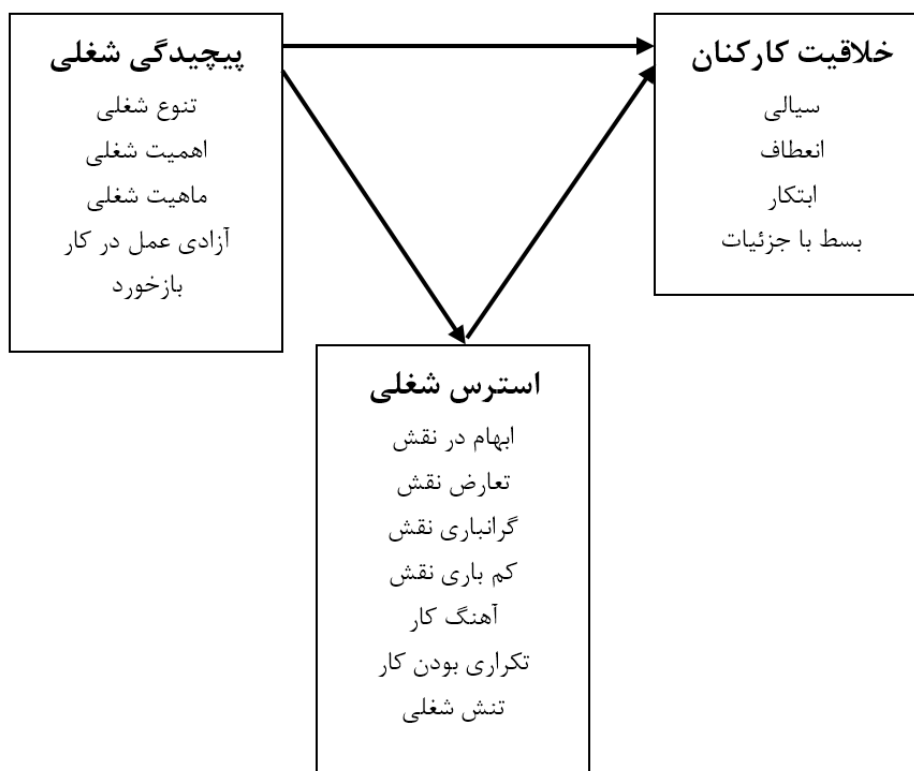 خلاقیت کارکنان
سیالی
انعطاف
ابتکار
بسط با جزئیات
پیچیدگی شغلی
تنوع شغلی
اهمیت شغلی
ماهیت شغلی
آزادی عمل در کار
بازخورد
استرس شغلی
ابهام در نقش
تعارض نقش
گرانباری نقش
کم باری نقش
آهنگ کار
تکراری بودن کار
تنش شغلی